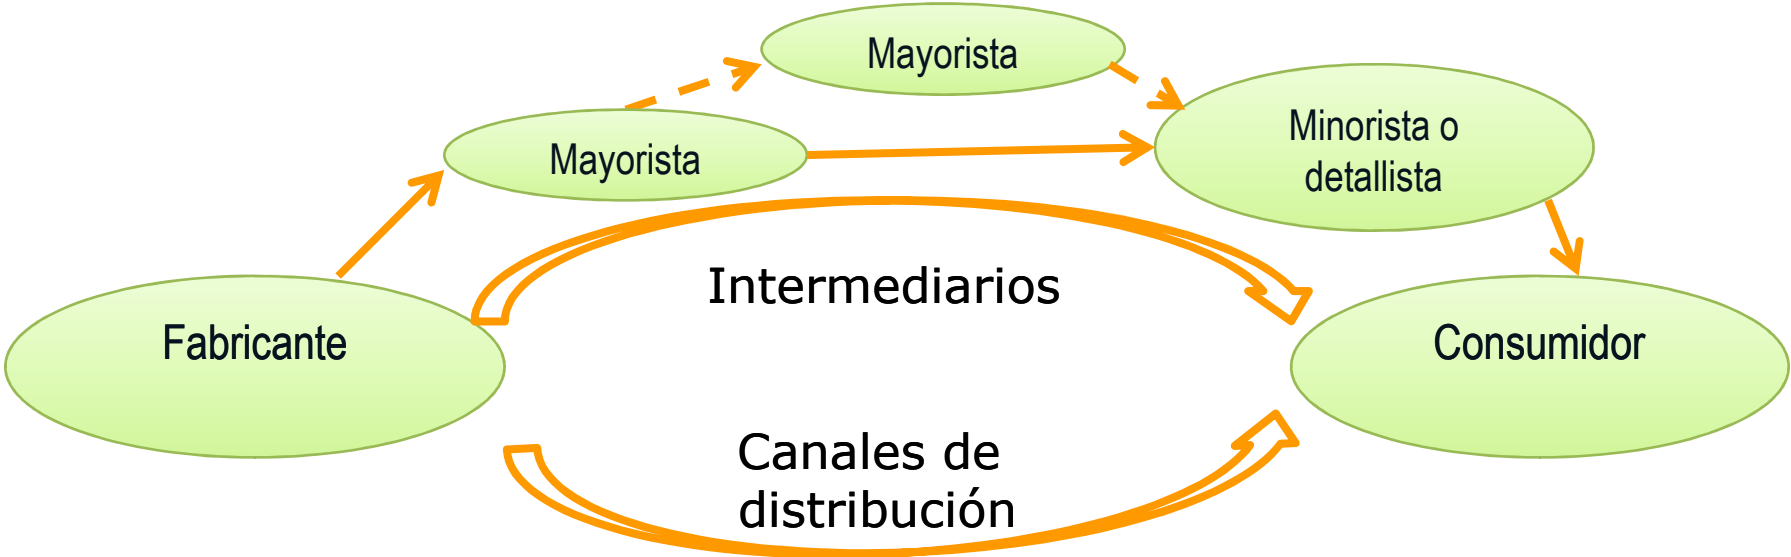 Mayorista
Mayorista
Minorista o
detallista
Intermediarios
Fabricante
Consumidor
Canales de
distribución